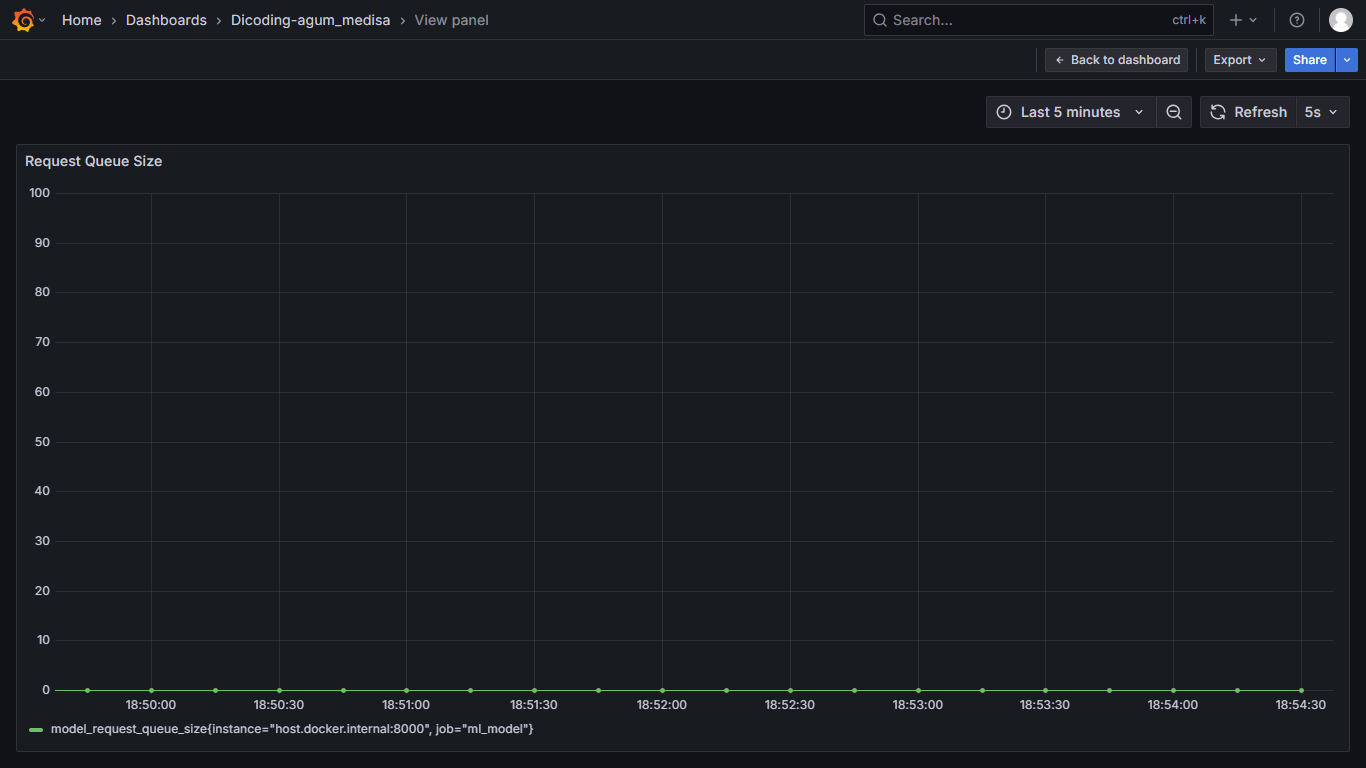 Home › Dashboards › Dicoding-agum_medisa › View panel
Search... ctrl+k
Back to dashboard Export Share
Last 5 minutes Refresh 5s
Request Queue Size
100
90
80
70
60
50
40
30
20
10
0
18:50:00 18:50:30 18:51:00 18:51:30 18:52:00 18:52:30 18:53:00 18:53:30 18:54:00 18:54:30
model_request_queue_size{instance="host.docker.internal:8000", job="ml_model"}